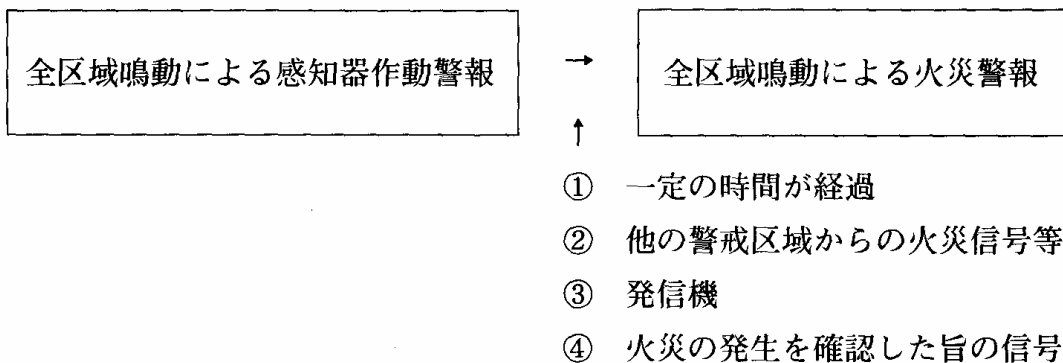 全区域鳴動による感知器作動警報 → 全区域鳴動による火災警報
↑
① 一定の時間が経過
② 他の警戒区域からの火災信号等
③ 発信機
④ 火災の発生を確認した旨の信号